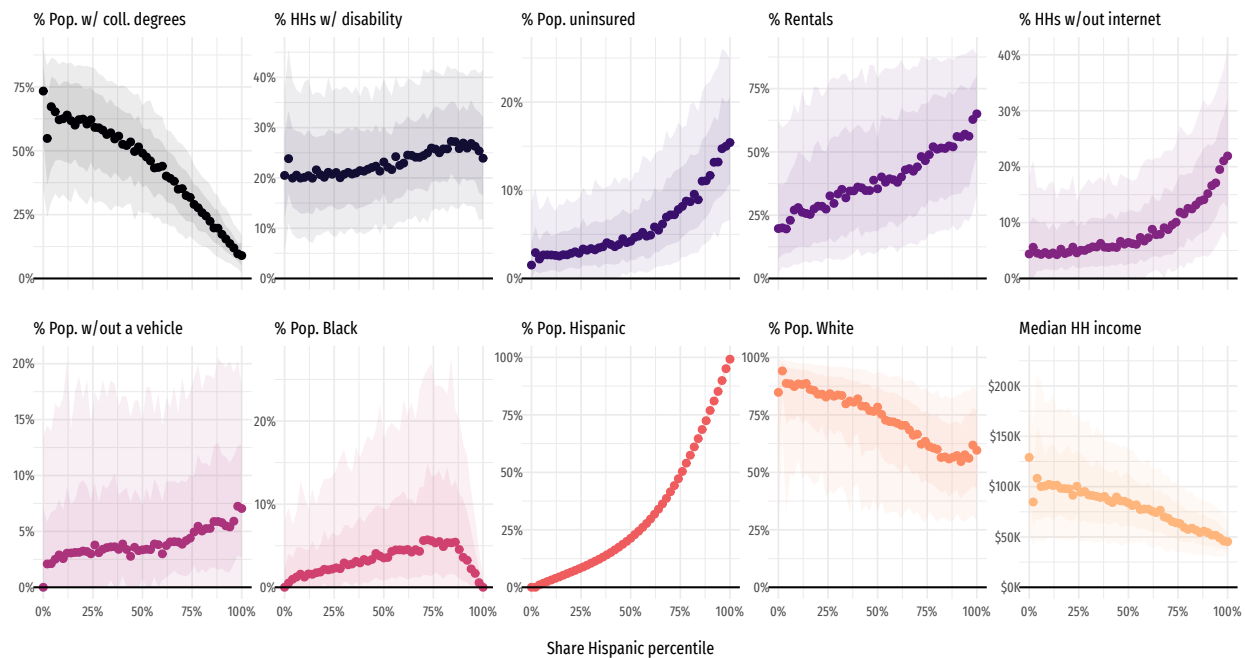 % Pop. w/ coll. degrees
% HHs w/ disability
% Pop. uninsured
% Rentals
% HHs w/out internet
75%
50%
25%
0%
40%
30%
20%
10%
0%
20%
10%
0%
75%
50%
25%
0%
40%
30%
20%
10%
0%
% Pop. w/out a vehicle
% Pop. Black
% Pop. Hispanic
% Pop. White
Median HH income
20%
15%
10%
5%
0%
20%
10%
0%
100%
75%
50%
25%
0%
100%
75%
50%
25%
0%
$200K
$150K
$100K
$50K
$0K
0% 25% 50% 75% 100%
0% 25% 50% 75% 100%
0% 25% 50% 75% 100%
0% 25% 50% 75% 100%
0% 25% 50% 75% 100%
Share Hispanic percentile